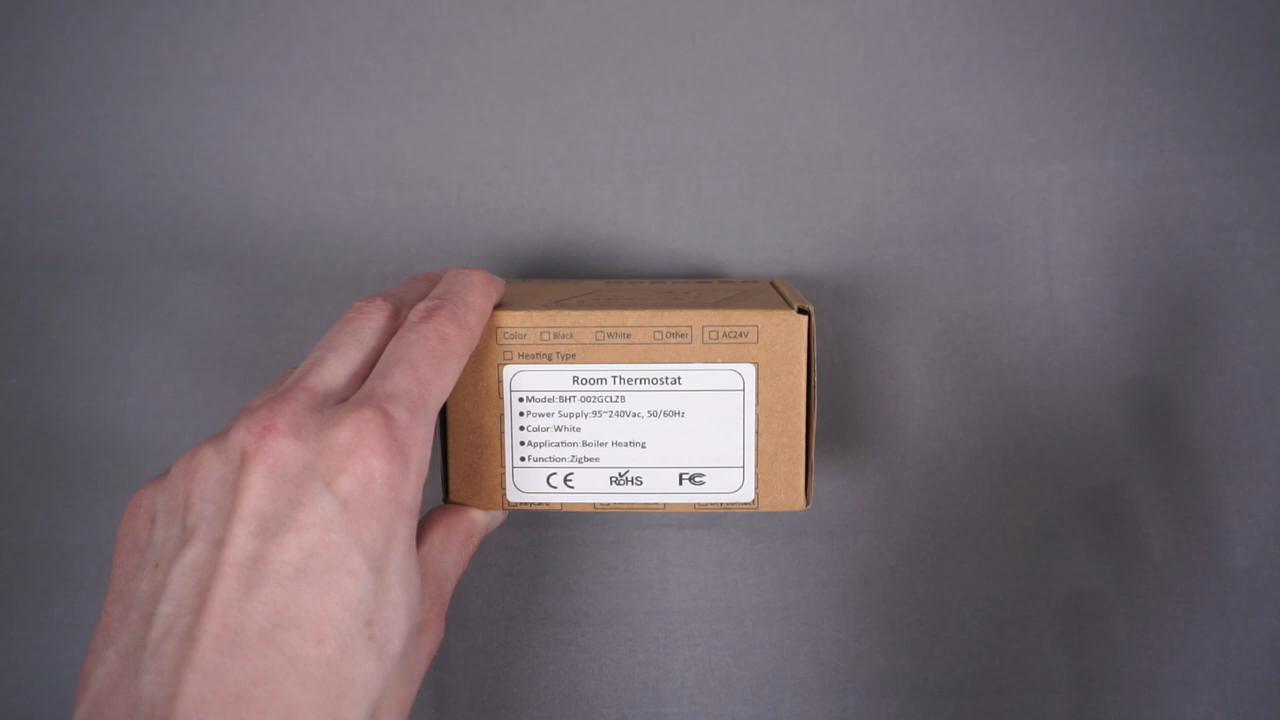 Color □ Black □ White □ Other □ AC24V
□ Heating Type
Room Thermostat
●Model:BHT-002GCLZB
●Power Supply:95~240Vac, 50/60Hz
●Color:White
●Application:Boiler Heating
●Function:Zigbee
CE RoHS FC